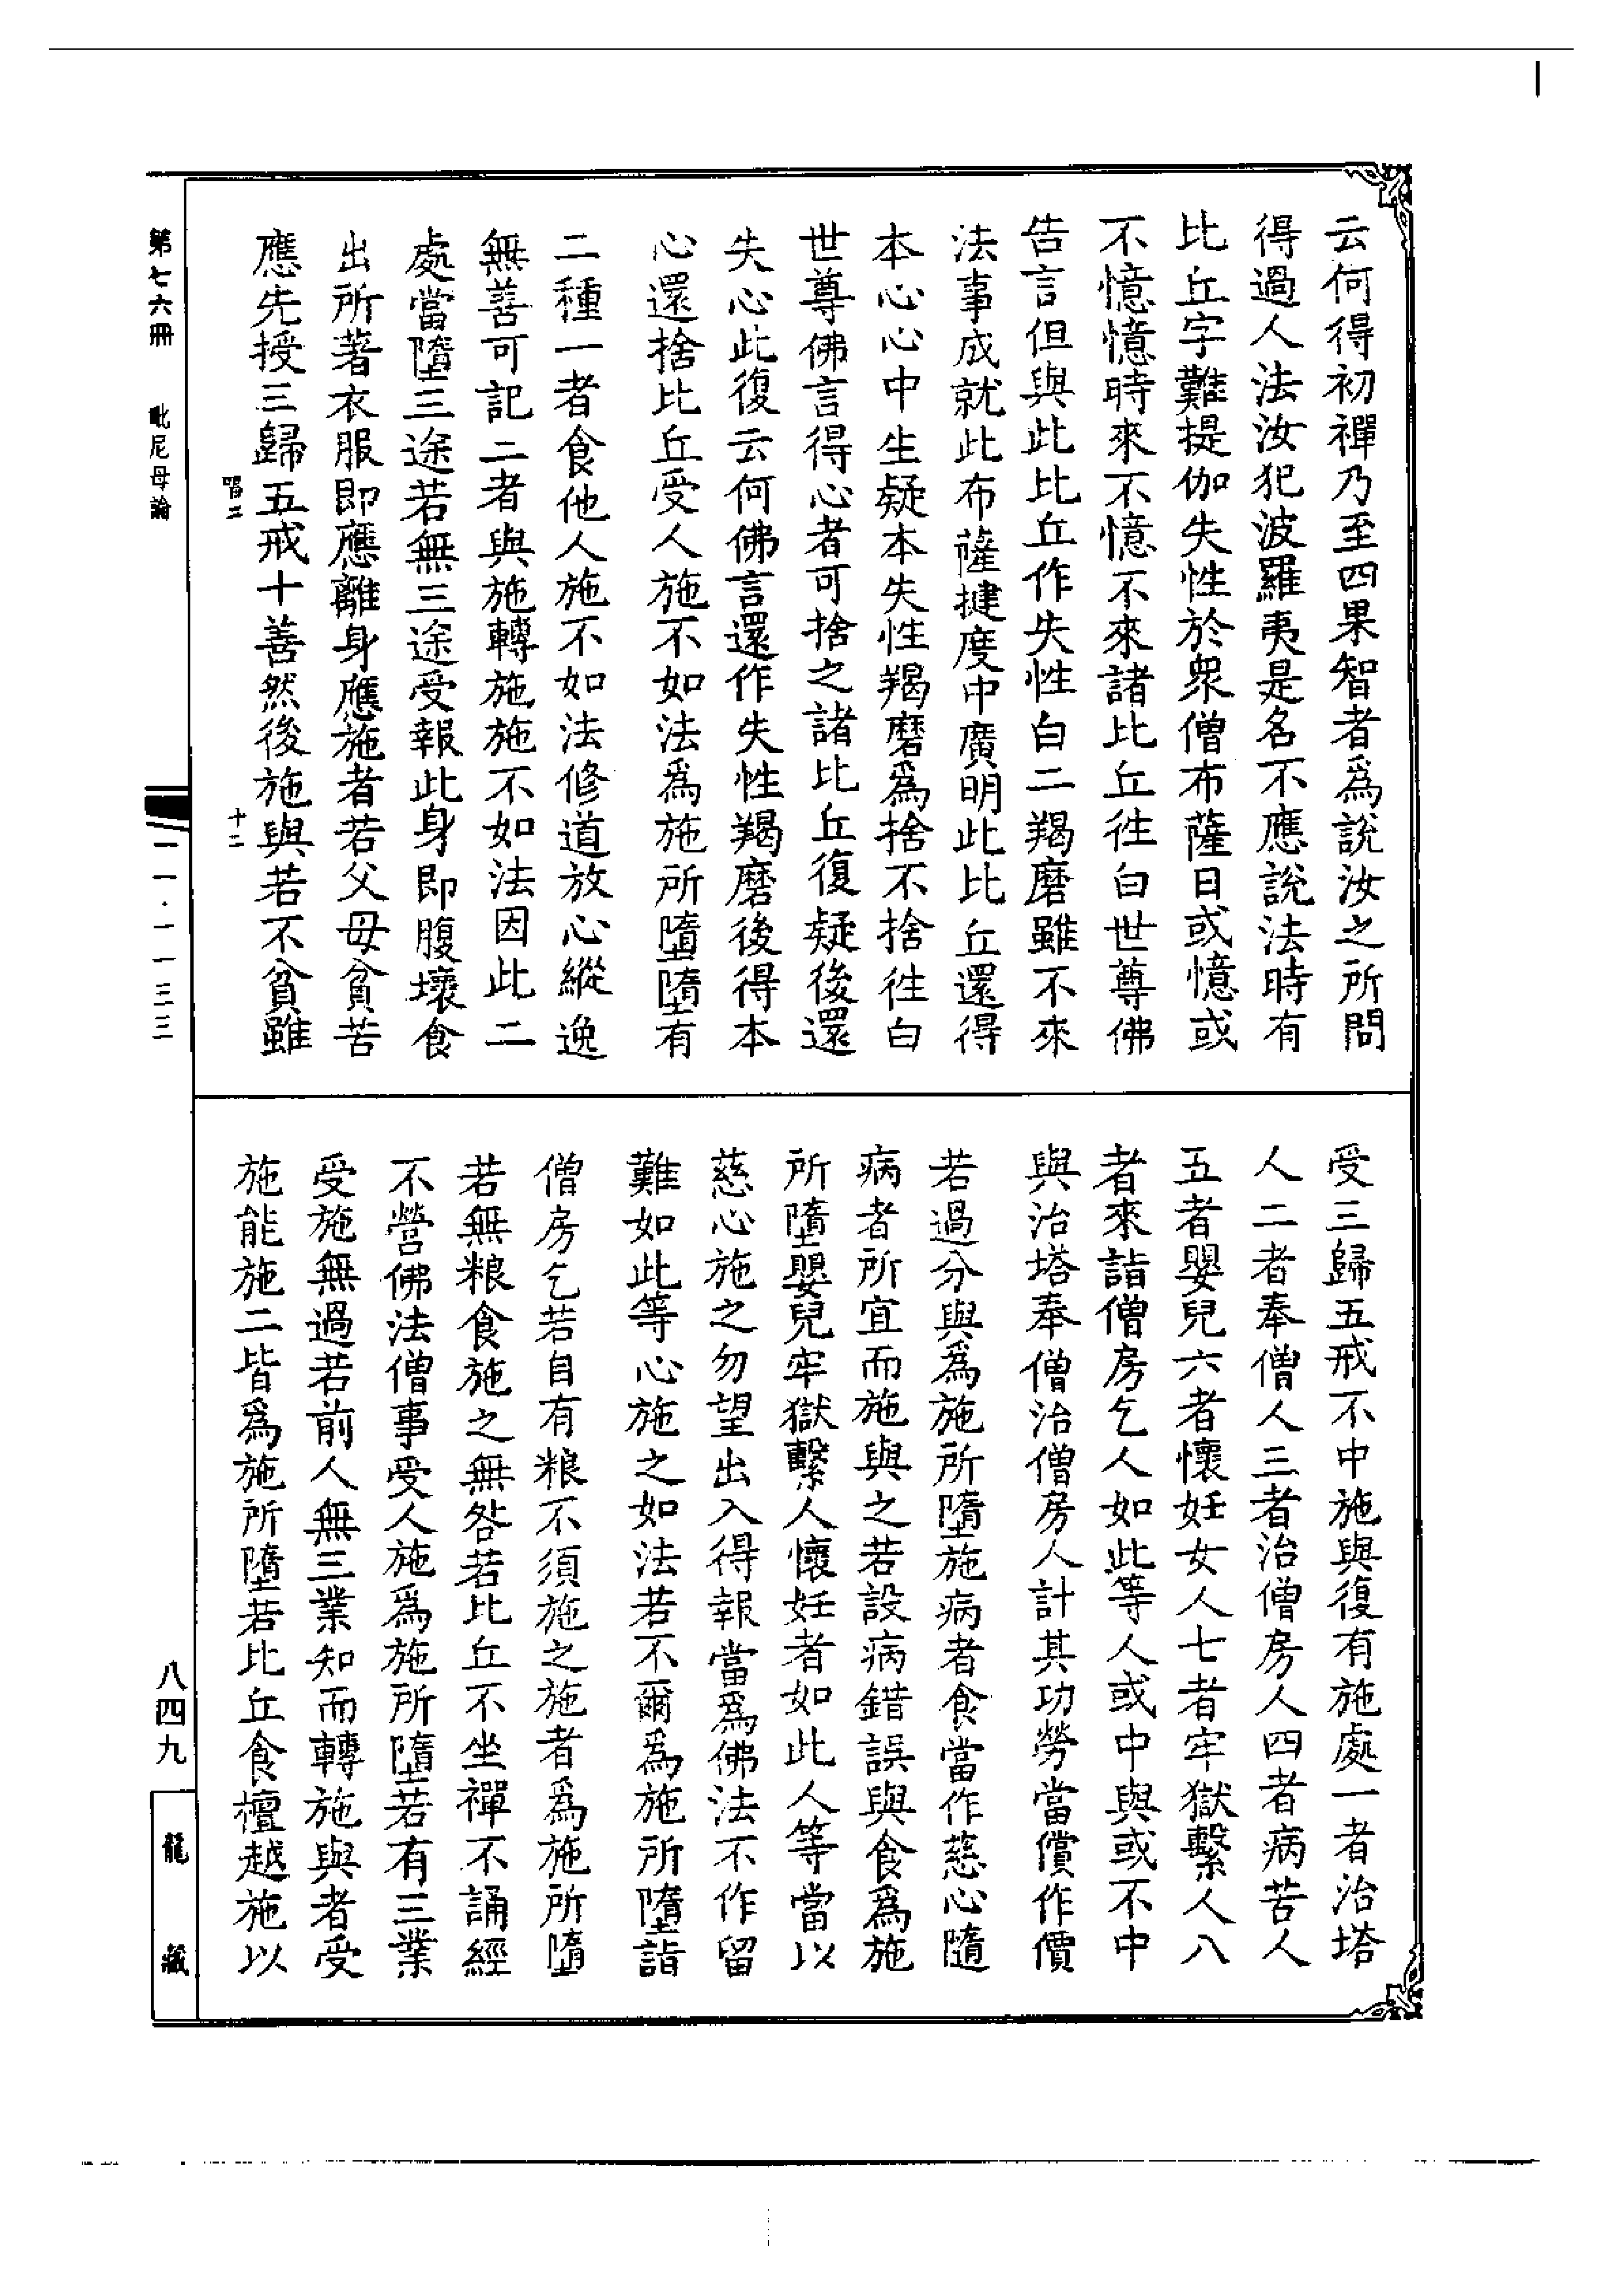 云何得初禪乃至四果智者爲說汝之所問
得過人法汝犯波羅夷是名不應說法時有
比丘字難提伽失性於衆僧布薩日或憶或
不憶憶時來不憶不來諸比丘徃白世尊佛
告言但與此比丘作失性白二羯磨雖不來
法事成就此布薩揵度中廣明此比丘還得
本心心中生疑本失性羯磨爲捨不捨徃白
世尊佛言得心者可捨之諸比丘復疑後還
失心此復云何佛言還作失性羯磨後得本
心還捨比丘受人施不如法爲施所墮墮有
二種一者食他人施不如法修道放心縱逸
無善可記二者與施轉施施不如法因此二
處當墮三途若無三途受報此身即腹壞食
出所著衣服即應離身應施者若父母貧苦
應先授三歸五戒十善然後施與若不貧雖
受三歸五戒不中施與復有施處一者治塔
人二者奉僧人三者治僧房人四者病苦人
五者嬰兒六者懷妊女人七者牢獄繫人八
者來詣僧房乞人如此等人或中與或不中
與治塔奉僧治僧房人計其功勞當償作價
若過分與爲施所墮施病者食當作慈心隨
病者所宜而施與之若設病錯誤與食爲施
所墮嬰兒牢獄繫人懷妊者如此人等當以
慈心施之勿望出入得報當爲佛法不作留
難如此等心施之如法若不爾爲施所墮詣
僧房乞若自有粮不須施之施者爲施所墮
若無粮食施之無咎若比丘不坐禪不誦經
不營佛法僧事受人施爲施所墮若有三業
受施無過若前人無三業知而轉施與者受
施能施二皆爲施所墮若比丘食檀越施以
第七六冊 毗尼母論
唱二
十二
一一一·一一三三
八四九
龍藏